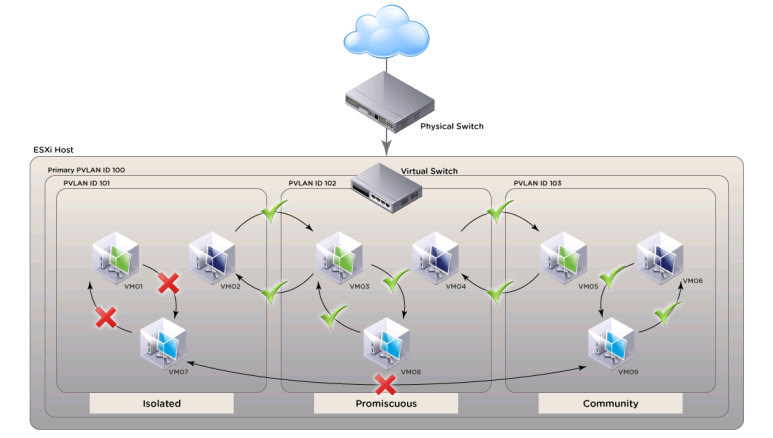 Physical Switch
ESXi Host
Primary PVLAN ID 100
Virtual Switch
PVLAN ID 101
PVLAN ID 102
PVLAN ID 103
VM01
VM02
VM03
VM04
VM05
VM06
VM07
VM08
VM09
Isolated
Promiscuous
Community